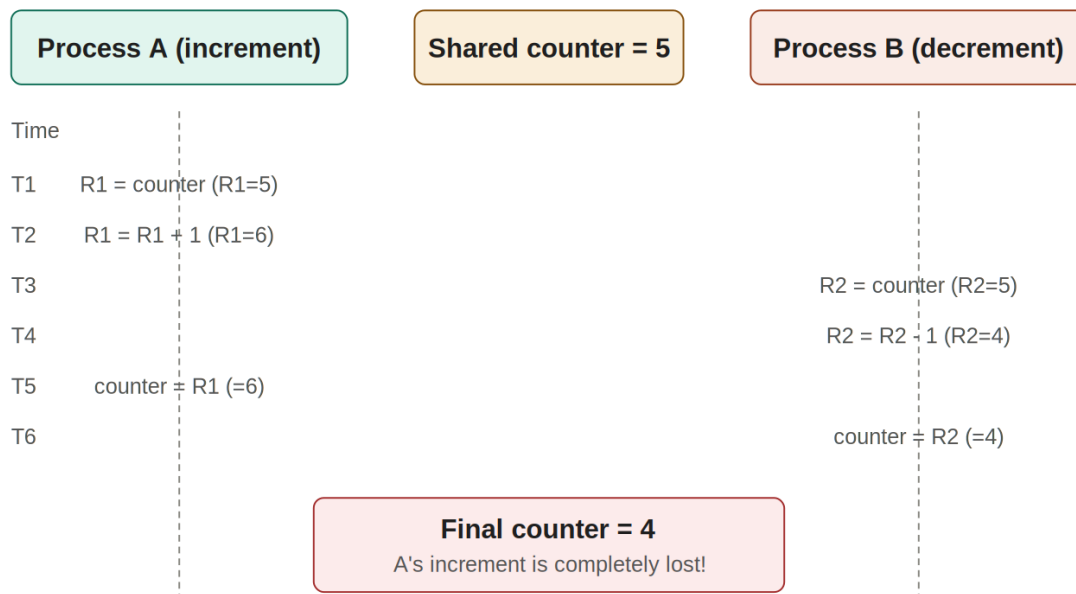 Process A (increment)
Shared counter = 5
Process B (decrement)
Time
T1 R1 = counter (R1=5)
T2 R1 = R1 + 1 (R1=6)
T3 R2 = counter (R2=5)
T4 R2 = R2 - 1 (R2=4)
T5 counter = R1 (=6)
T6 counter = R2 (=4)
Final counter = 4
A's increment is completely lost!